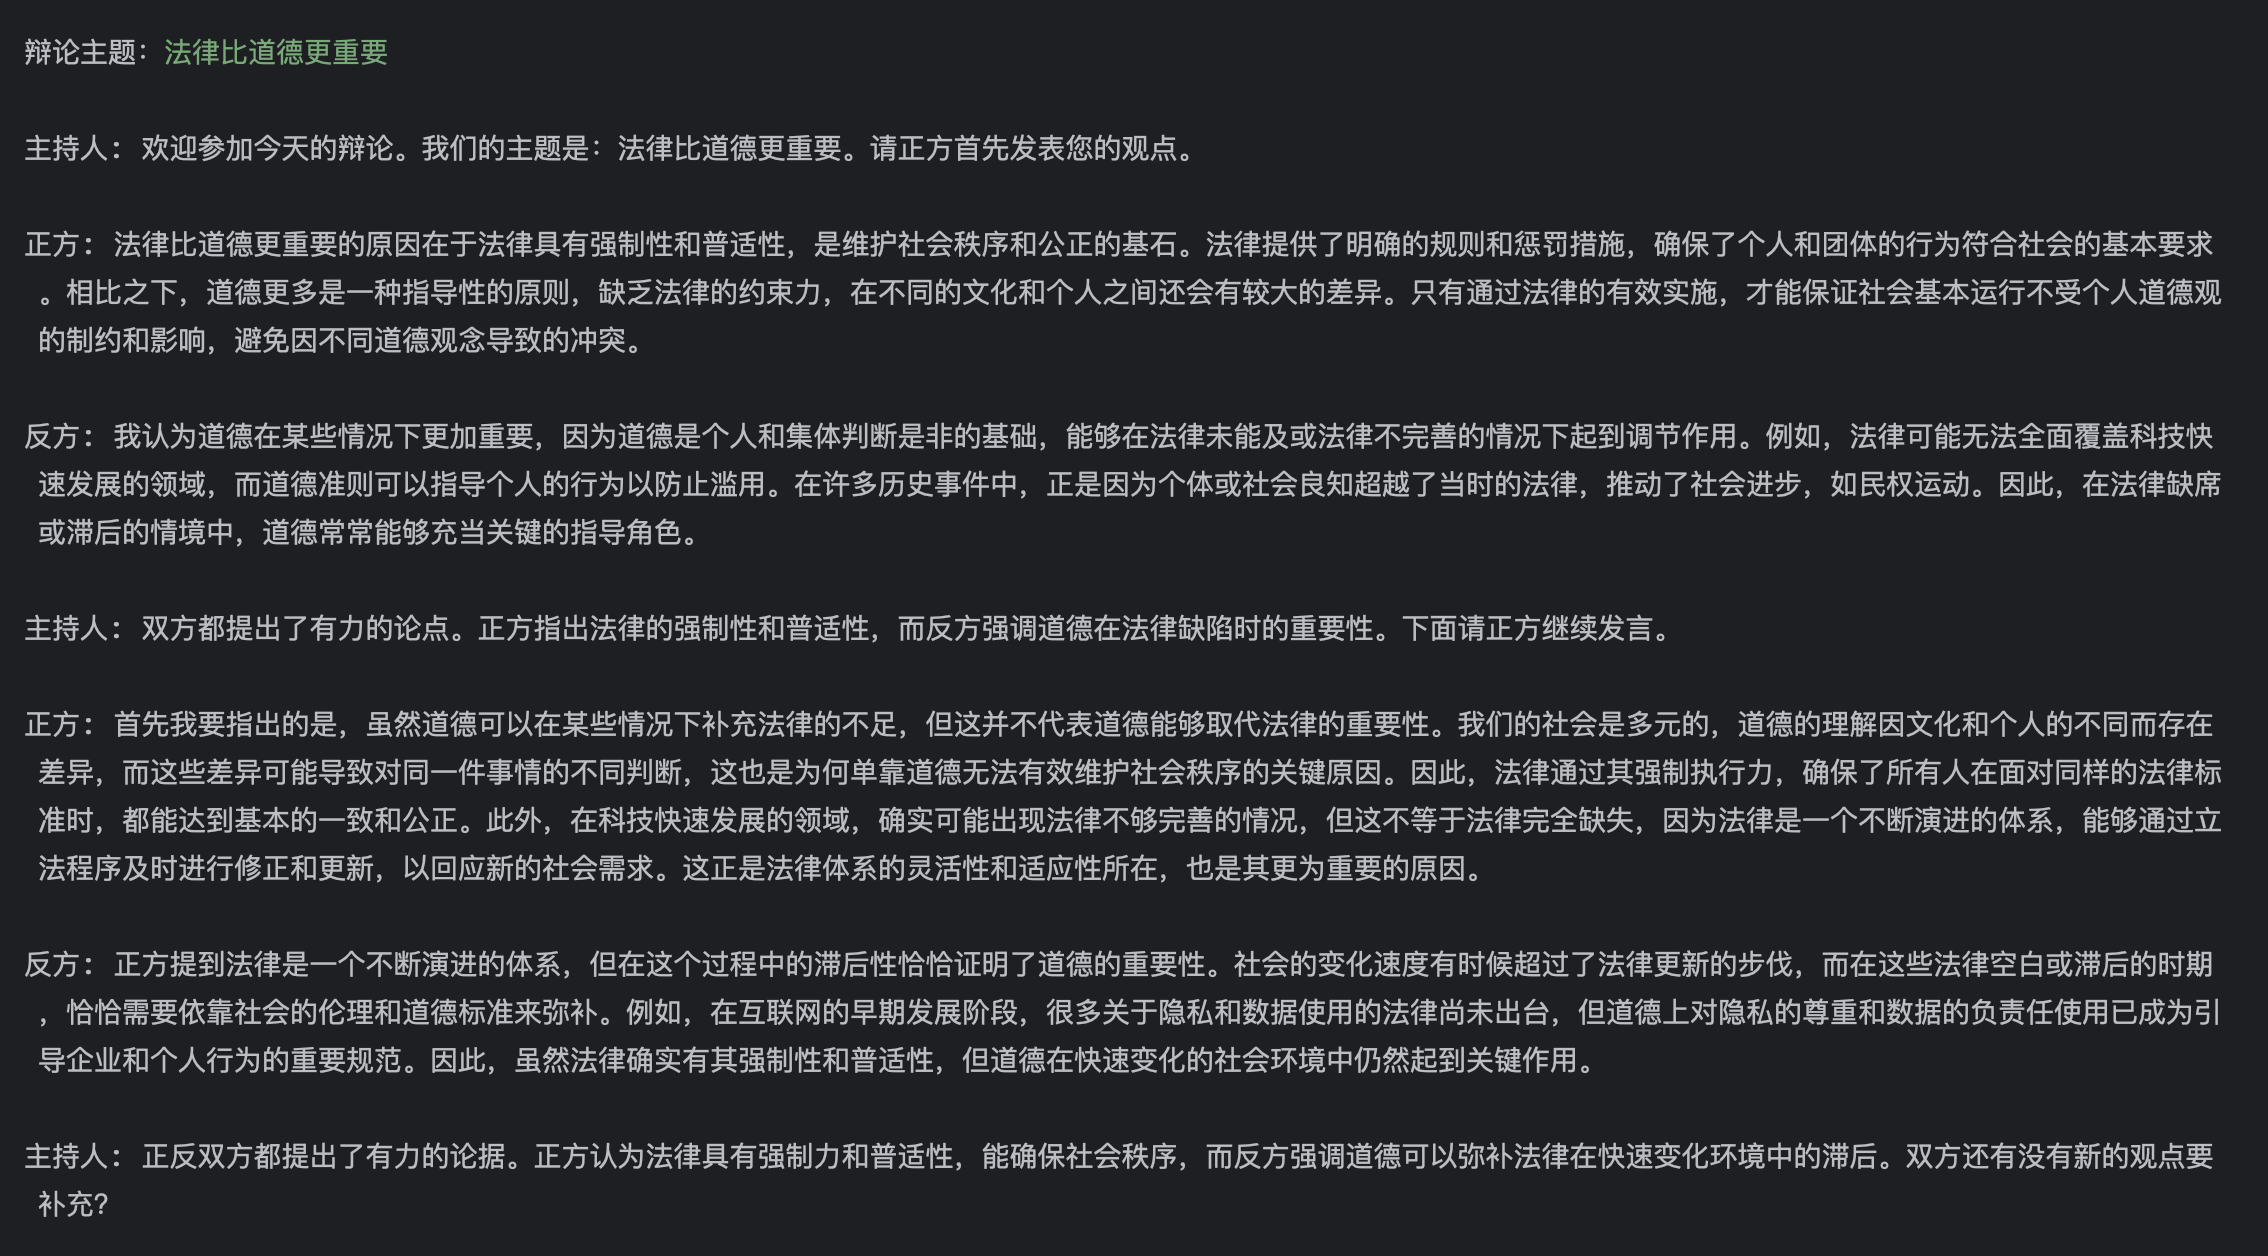 辩论主题：法律比道德更重要
主持人：欢迎参加今天的辩论。我们的主题是：法律比道德更重要。请正方首先发表您的观点。
正方：法律比道德更重要的原因在于法律具有强制性和普适性，是维护社会秩序和公正的基石。法律提供了明确的规则和惩罚措施，确保了个人和团体的行为符合社会的基本要求
。相比之下，道德更多是一种指导性的原则，缺乏法律的约束力，在不同的文化和个人之间还会有较大的差异。只有通过法律的有效实施，才能保证社会基本运行不受个人道德观
的制约和影响，避免因不同道德观念导致的冲突。
反方：我认为道德在某些情况下更加重要，因为道德是个人和集体判断是非的基础，能够在法律未能及或法律不完善的情况下起到调节作用。例如，法律可能无法全面覆盖科技快
速发展的领域，而道德准则可以指导个人的行为以防止滥用。在许多历史事件中，正是因为个体或社会良知超越了当时的法律，推动了社会进步，如民权运动。因此，在法律缺席
或滞后的情境中，道德常常能够充当关键的指导角色。
主持人：双方都提出了有力的论点。正方指出法律的强制性和普适性，而反方强调道德在法律缺陷时的重要性。下面请正方继续发言。
正方：首先我要指出的是，虽然道德可以在某些情况下补充法律的不足，但这并不代表道德能够取代法律的重要性。我们的社会是多元的，道德的理解因文化和个人的不同而存在
差异，而这些差异可能导致对同一件事情的不同判断，这也是为何单靠道德无法有效维护社会秩序的关键原因。因此，法律通过其强制执行力，确保了所有人在面对同样的法律标
准时，都能达到基本的一致和公正。此外，在科技快速发展的领域，确实可能出现法律不够完善的情况，但这不等于法律完全缺失，因为法律是一个不断演进的体系，能够通过立
法程序及时进行修正和更新，以回应新的社会需求。这正是法律体系的灵活性和适应性所在，也是其更为重要的原因。
反方：正方提到法律是一个不断演进的体系，但在这个过程中的滞后性恰恰证明了道德的重要性。社会的变化速度有时候超过了法律更新的步伐，而在这些法律空白或滞后的时期
，恰恰需要依靠社会的伦理和道德标准来弥补。例如，在互联网的早期发展阶段，很多关于隐私和数据使用的法律尚未出台，但道德上对隐私的尊重和数据的负责任使用已成为引
导企业和个人行为的重要规范。因此，虽然法律确实有其强制性和普适性，但道德在快速变化的社会环境中仍然起到关键作用。
主持人：正反双方都提出了有力的论据。正方认为法律具有强制力和普适性，能确保社会秩序，而反方强调道德可以弥补法律在快速变化环境中的滞后。双方还有没有新的观点要
补充？